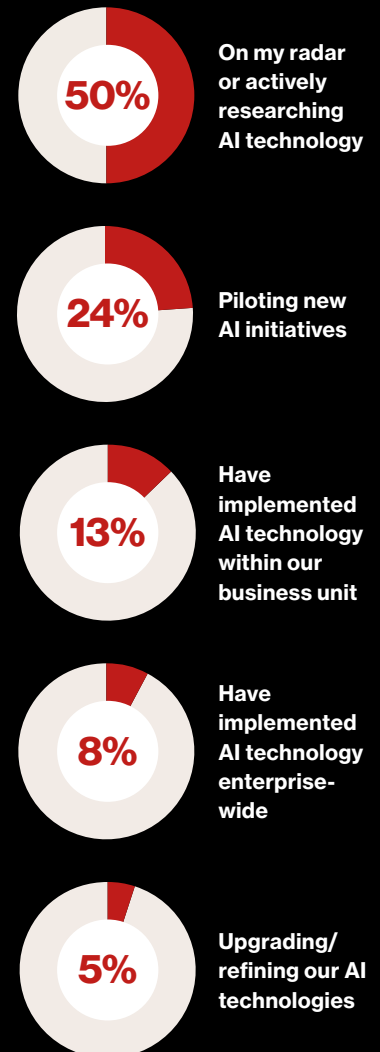 50%
On my radar
or actively
researching
AI technology
24%
Piloting new
AI initiatives
13%
Have
implemented
AI technology
within our
business unit
8%
Have
implemented
AI technology
enterprise-
wide
5%
Upgrading/
refining our AI
technologies